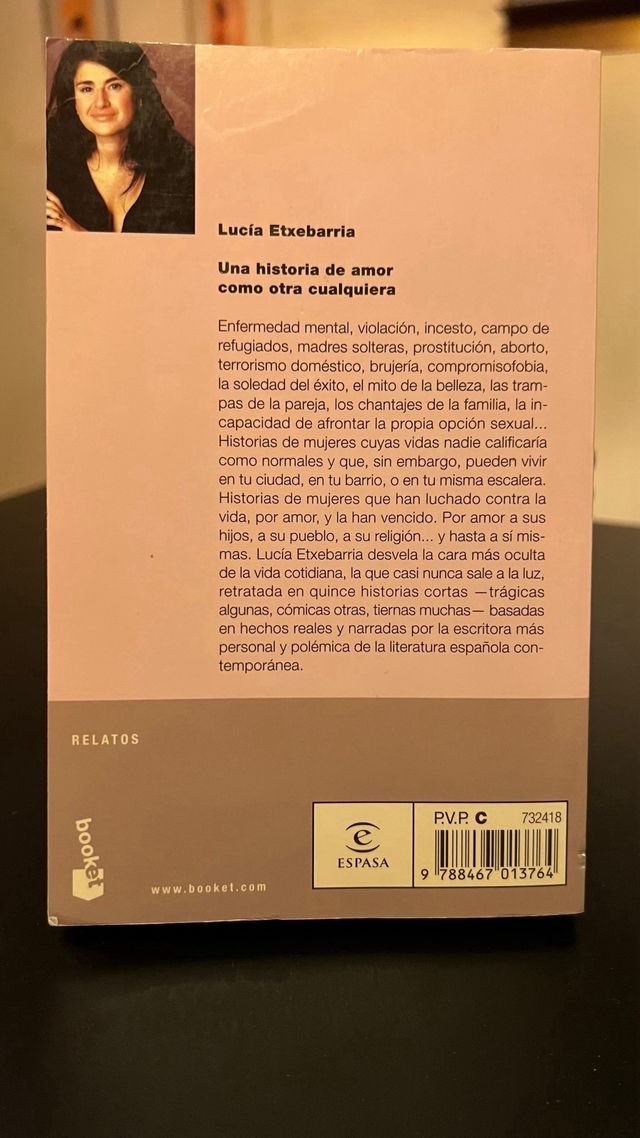 Lucía Etxebarria
Una historia de amor
como otra cualquiera
Enfermedad mental, violación, incesto, campo de
refugiados, madres solteras, prostitución, aborto,
terrorismo doméstico, brujería, compromisofobia,
la soledad del éxito, el mito de la belleza, las tram-
pas de la pareja, los chantajes de la familia, la in-
capacidad de afrontar la propia opción sexual...
Historias de mujeres cuyas vidas nadie calificaría
como normales y que, sin embargo, pueden vivir
en tu ciudad, en tu barrio, o en tu misma escalera.
Historias de mujeres que han luchado contra la
vida, por amor, y la han vencido. Por amor a sus
hijos, a su pueblo, a su religión... y hasta a sí mis-
mas. Lucía Etxebarria desvela la cara más oculta
de la vida cotidiana, la que casi nunca sale a la luz,
retratada en quince historias cortas —trágicas
algunas, cómicas otras, tiernas muchas— basadas
en hechos reales y narradas por la escritora más
personal y polémica de la literatura española con-
temporánea.
RELATOS
booket
www.booket.com
e
ESPASA
P.V.P. C 732418
9 788467 013764